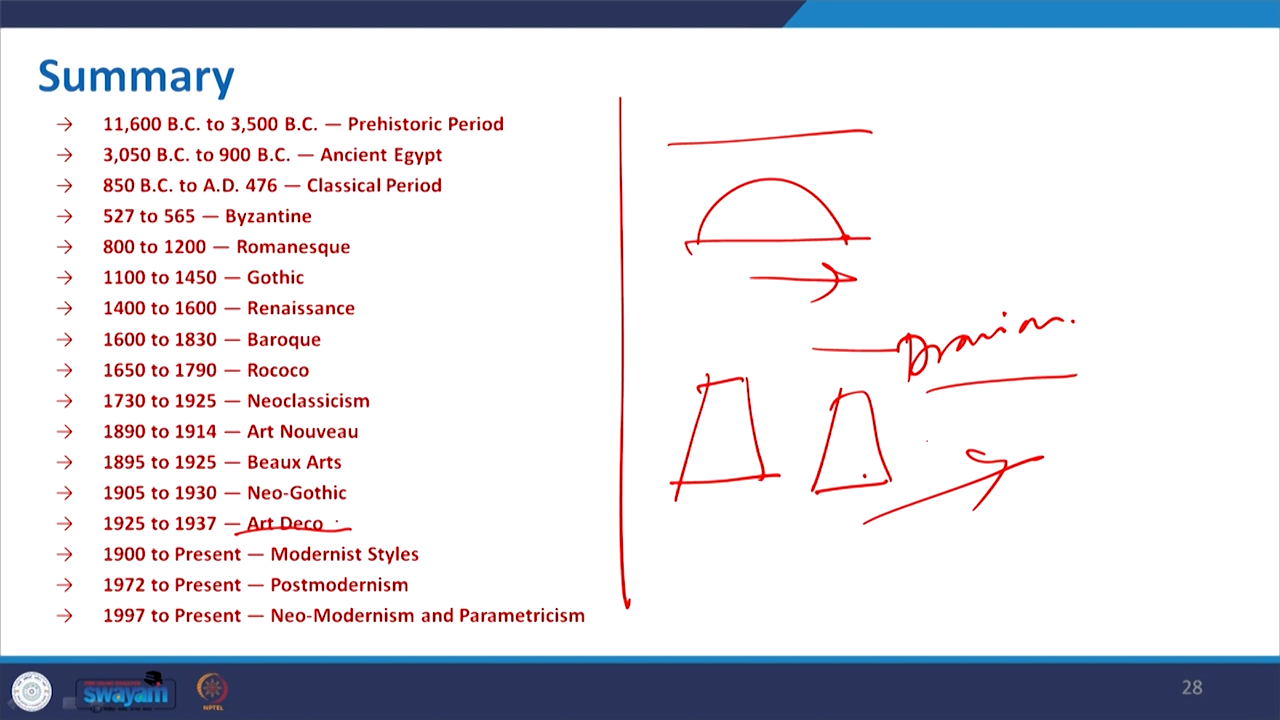 Summary
→ 11,600 B.C. to 3,500 B.C. — Prehistoric Period
→ 3,050 B.C. to 900 B.C. — Ancient Egypt
→ 850 B.C. to A.D. 476 — Classical Period
→ 527 to 565 — Byzantine
→ 800 to 1200 — Romanesque
→ 1100 to 1450 — Gothic
→ 1400 to 1600 — Renaissance
→ 1600 to 1830 — Baroque
→ 1650 to 1790 — Rococo
→ 1730 to 1925 — Neoclassicism
→ 1890 to 1914 — Art Nouveau
→ 1895 to 1925 — Beaux Arts
→ 1905 to 1930 — Neo-Gothic
→ 1925 to 1937 — Art Deco
→ 1900 to Present — Modernist Styles
→ 1972 to Present — Postmodernism
→ 1997 to Present — Neo-Modernism and Parametricism
swayam
NPTEL
28